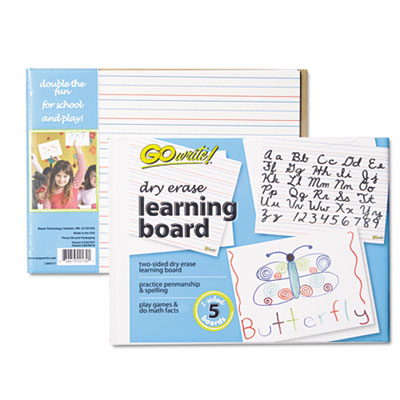 double the
fun
for school
and play!
GOwrite!
dry erase
learning
board
two-sided dry erase
learning board
practice penmanship
& spelling
play games &
do math facts
2-sided
5
boards
Aa Bb Cc Dd Ee Ff
Gg Hh Ii Jj Kk
Ll Mm Nn Oo Pp
Qq Rr Ss Tt Uu
Vv Ww Xx Yy
Zz 1 2 3 4 5 6 7 8 9
Butterfly